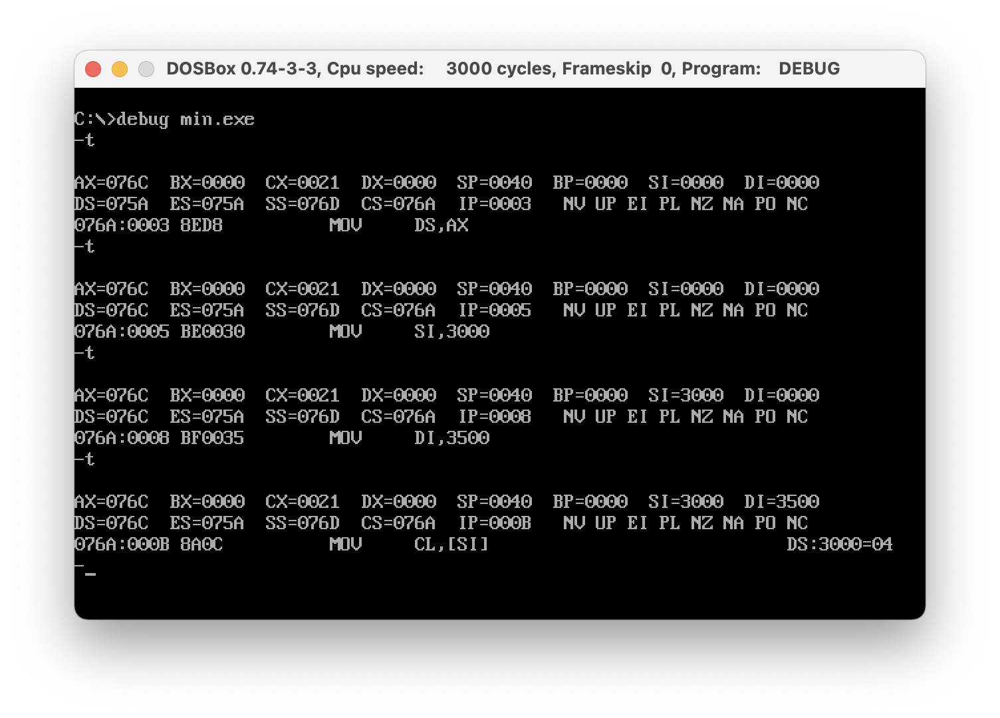 DOSBox 0.74-3-3, Cpu speed:    3000 cycles, Frameskip  0, Program:   DEBUG
C:\>debug min.exe
-t
AX=076C  BX=0000  CX=0021  DX=0000  SP=0040  BP=0000  SI=0000  DI=0000
DS=075A  ES=075A  SS=076D  CS=076A  IP=0003   NV UP EI PL NZ NA PO NC
076A:0003 8ED8          MOV     DS,AX
-t
AX=076C  BX=0000  CX=0021  DX=0000  SP=0040  BP=0000  SI=0000  DI=0000
DS=076C  ES=075A  SS=076D  CS=076A  IP=0005   NV UP EI PL NZ NA PO NC
076A:0005 BE0030        MOV     SI,3000
-t
AX=076C  BX=0000  CX=0021  DX=0000  SP=0040  BP=0000  SI=3000  DI=0000
DS=076C  ES=075A  SS=076D  CS=076A  IP=0008   NV UP EI PL NZ NA PO NC
076A:0008 BF0035        MOV     DI,3500
-t
AX=076C  BX=0000  CX=0021  DX=0000  SP=0040  BP=0000  SI=3000  DI=3500
DS=076C  ES=075A  SS=076D  CS=076A  IP=000B   NV UP EI PL NZ NA PO NC
076A:000B 8A0C          MOV     CL,[SI]                            DS:3000=04
-_